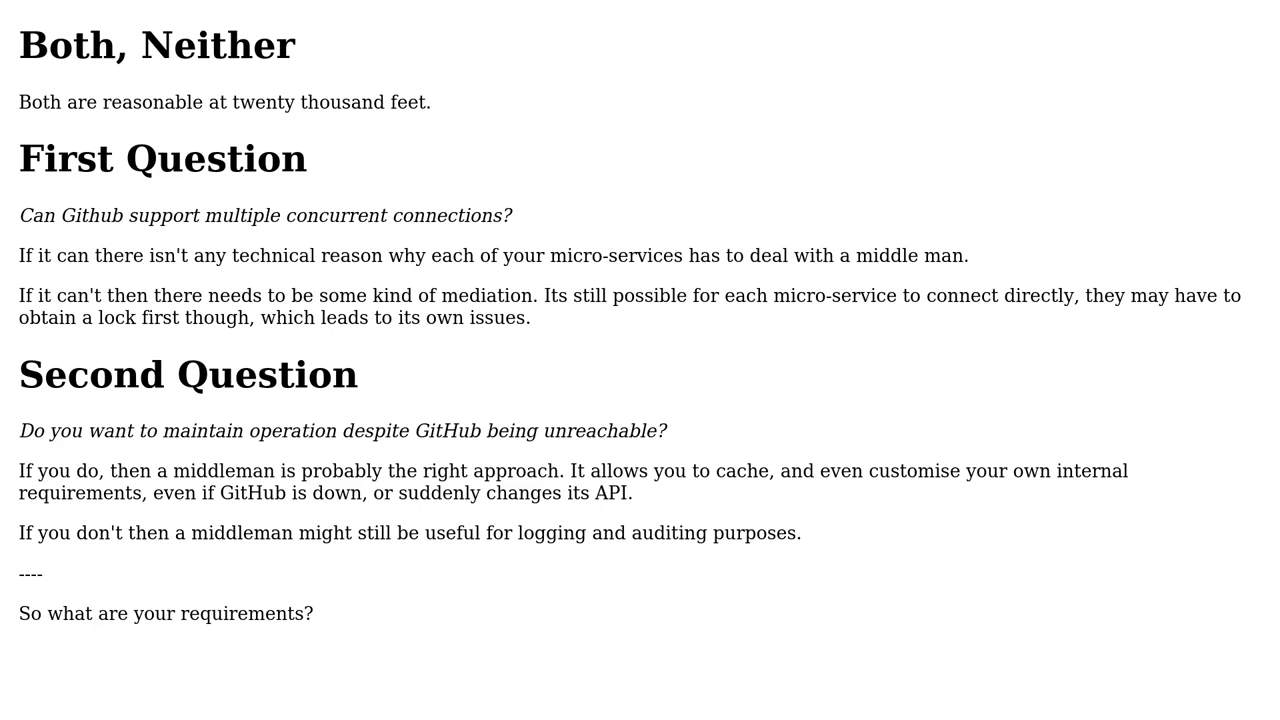 Both, Neither
Both are reasonable at twenty thousand feet.
First Question
Can Github support multiple concurrent connections?
If it can there isn't any technical reason why each of your micro-services has to deal with a middle man.
If it can't then there needs to be some kind of mediation. Its still possible for each micro-service to connect directly, they may have to
obtain a lock first though, which leads to its own issues.
Second Question
Do you want to maintain operation despite GitHub being unreachable?
If you do, then a middleman is probably the right approach. It allows you to cache, and even customise your own internal
requirements, even if GitHub is down, or suddenly changes its API.
If you don't then a middleman might still be useful for logging and auditing purposes.
----
So what are your requirements?